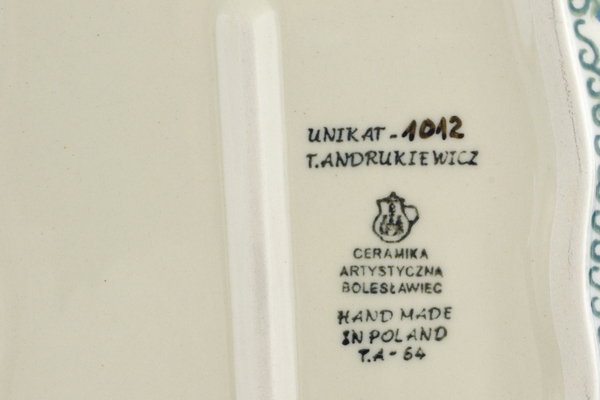 UNIKAT - 1012
T.ANDRUKIEWICZ
CERAMIKA
ARTYSTYCZNA
BOLESŁAWIEC
HAND MADE
IN POLAND
T.A - 64